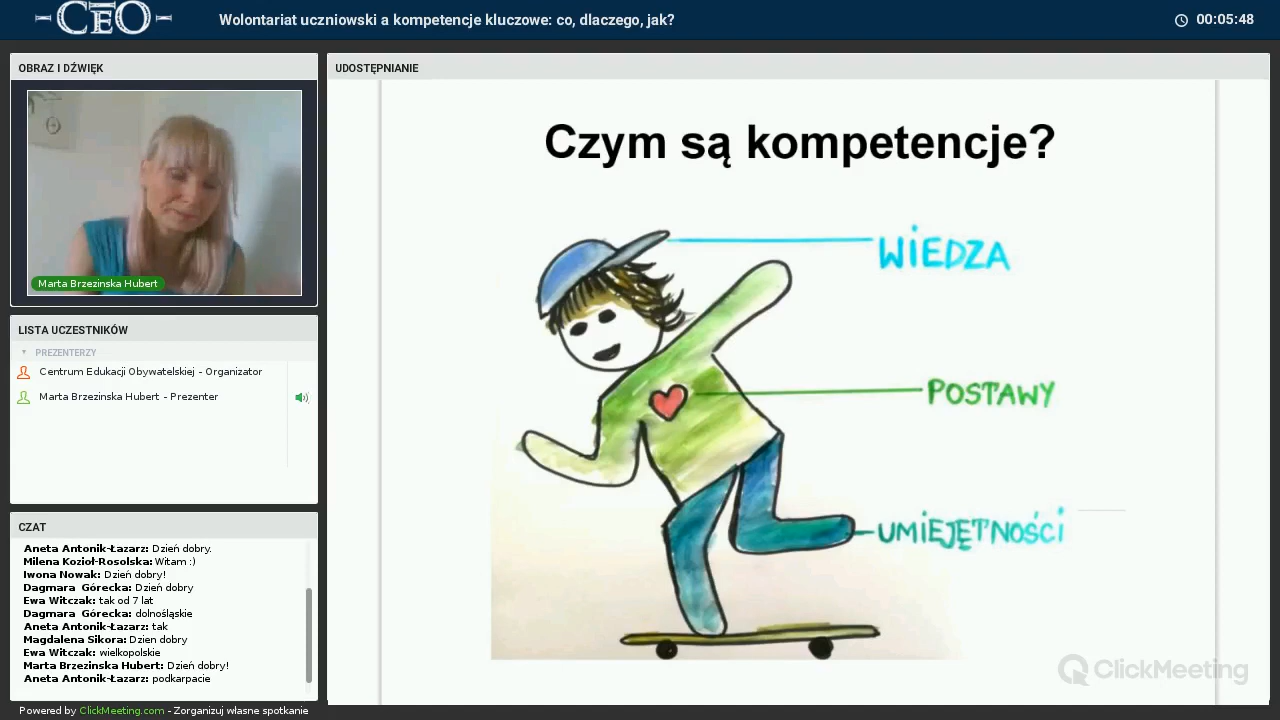 CEO
Wolontariat uczniowski a kompetencje kluczowe: co, dlaczego, jak?
00:05:48
OBRAZ I DŹWIĘK
Marta Brzezinska Hubert
LISTA UCZESTNIKÓW
PREZENTERZY
Centrum Edukacji Obywatelskiej - Organizator
Marta Brzezinska Hubert - Prezenter
CZAT
Aneta Antonik-Łazarz: Dzień dobry.
Milena Kozioł-Rosolska: Witam :)
Iwona Nowak: Dzień dobry!
Dagmara Górecka: Dzień dobry
Ewa Witczak: tak od 7 lat
Dagmara Górecka: dolnośląskie
Aneta Antonik-Łazarz: tak
Magdalena Sikora: Dzien dobry
Ewa Witczak: wielkopolskie
Marta Brzezinska Hubert: Dzień dobry!
Aneta Antonik-Łazarz: podkarpacie
Powered by ClickMeeting.com - Zorganizuj własne spotkanie
UDOSTĘPNIANIE
Czym są kompetencje?
WIEDZA
POSTAWY
UMIEJĘTNOŚCI
ClickMeeting